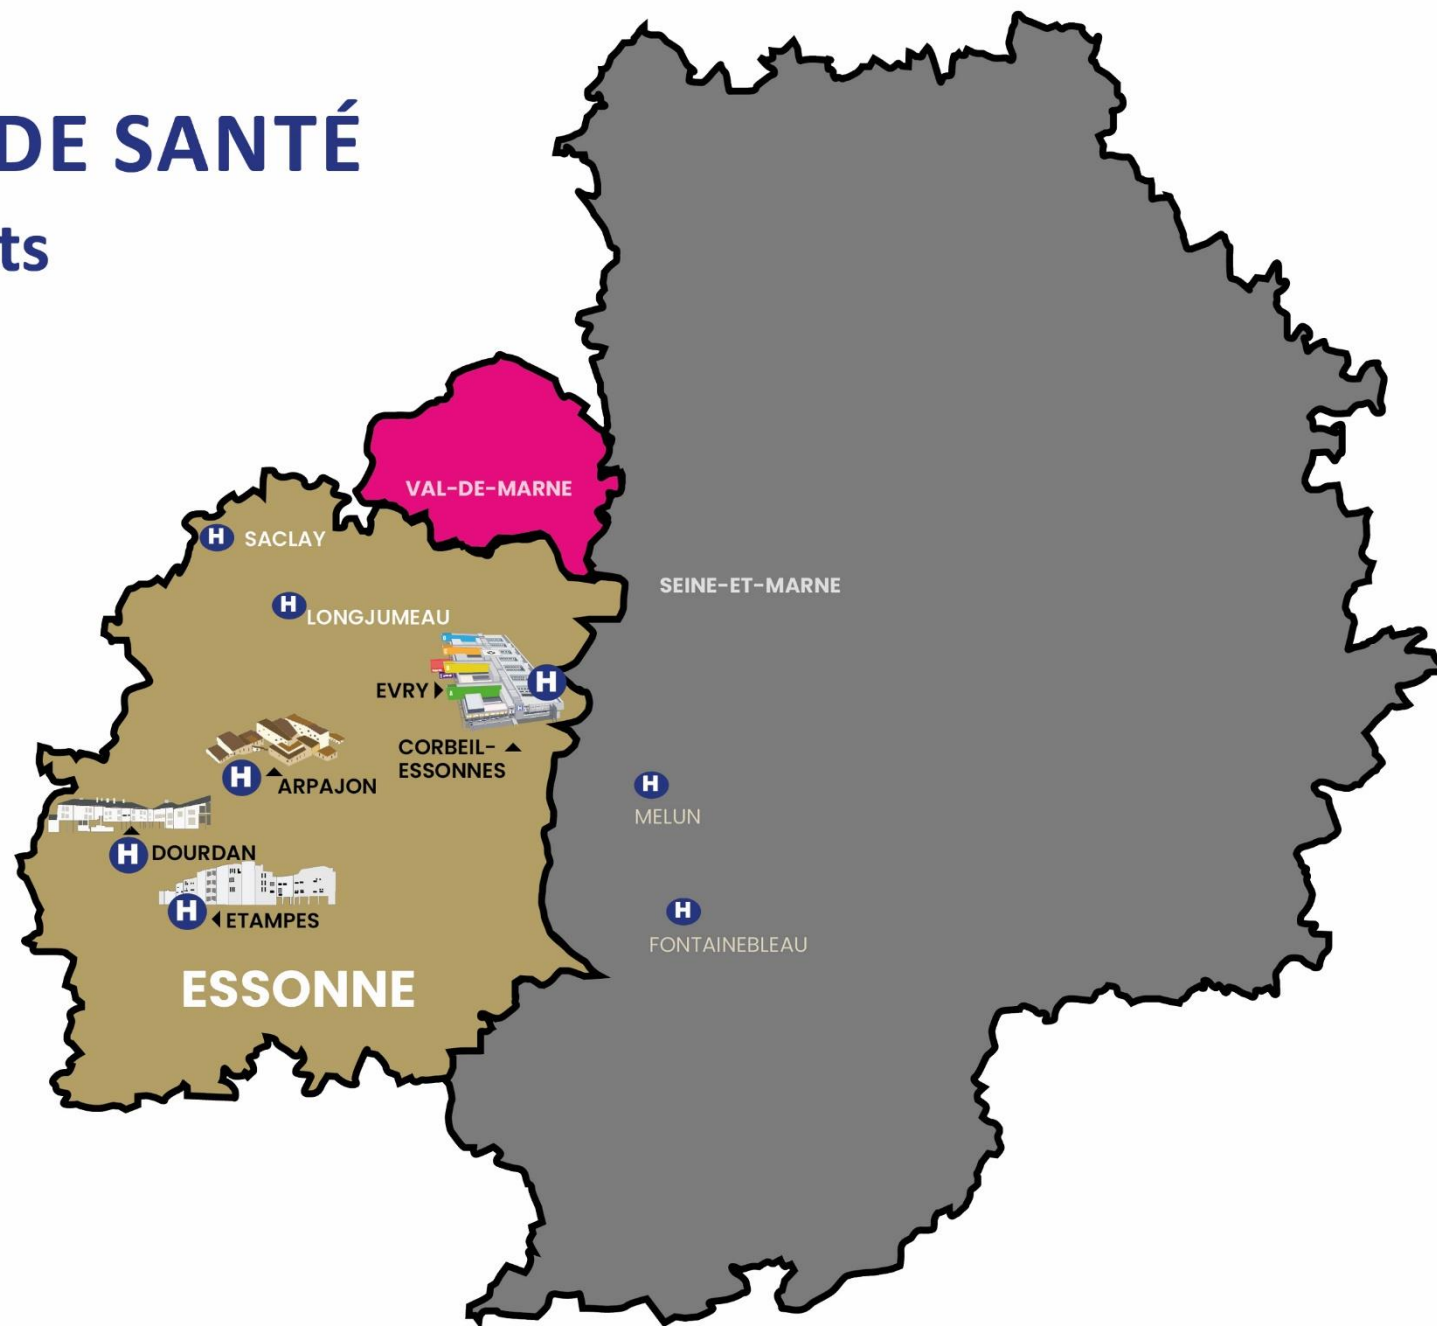 DE SANTÉ
ts
VAL-DE-MARNE
H SACLAY
SEINE-ET-MARNE
H LONGJUMEAU
EVRY
H
CORBEIL-
ESSONNES
H ARPAJON
H
MELUN
H DOURDAN
H ETAMPES
H
FONTAINEBLEAU
ESSONNE